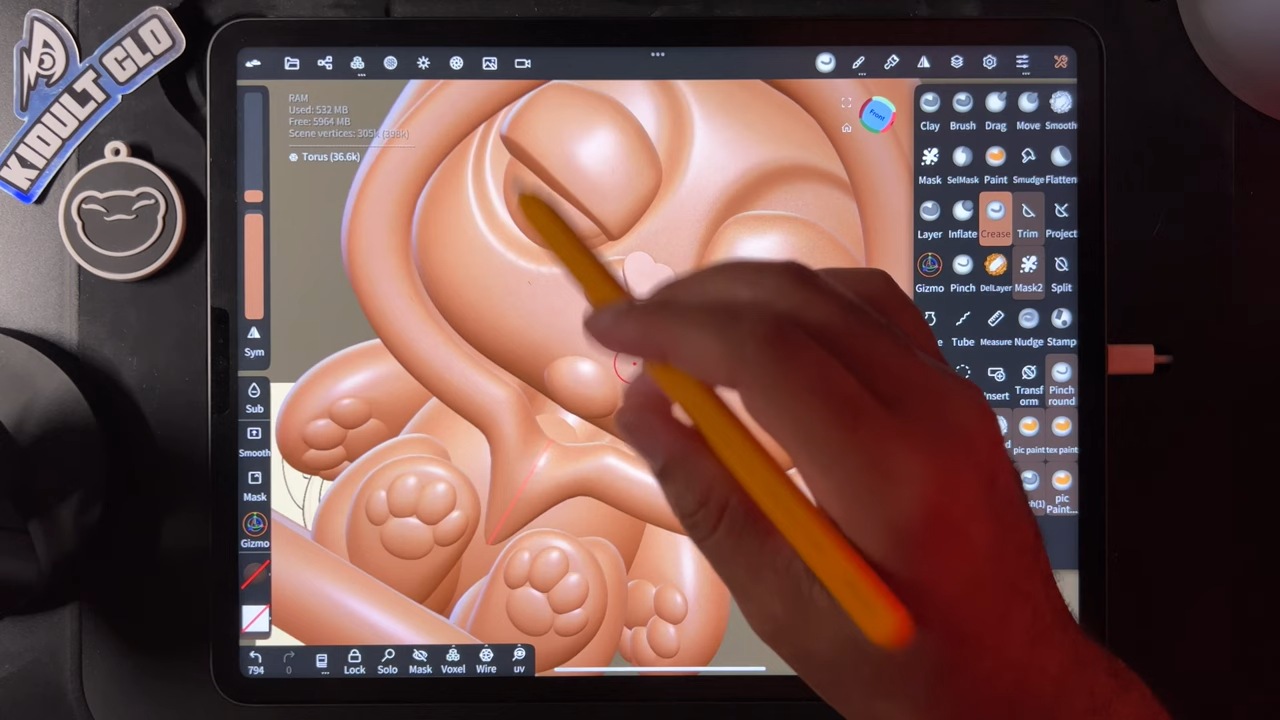 KIDULT CLO
RAM
Used: 532 MB
Free: 5964 MB
Scene vertices: 305k
Torus (36.6k)
Front
Sym
Sub
Smooth
Mask
Gizmo
Clay Brush Drag Move Smooth
Mask SelMask Paint Smudge Flatten
Layer Inflate Crease Trim Project
Gizmo Pinch DelLayer Mask2 Split
Tube Measure Nudge Stamp
Insert Transform Pinch round
pic paint tex paint
pic Paint...
794 0 Lock Solo Mask Voxel Wire uv